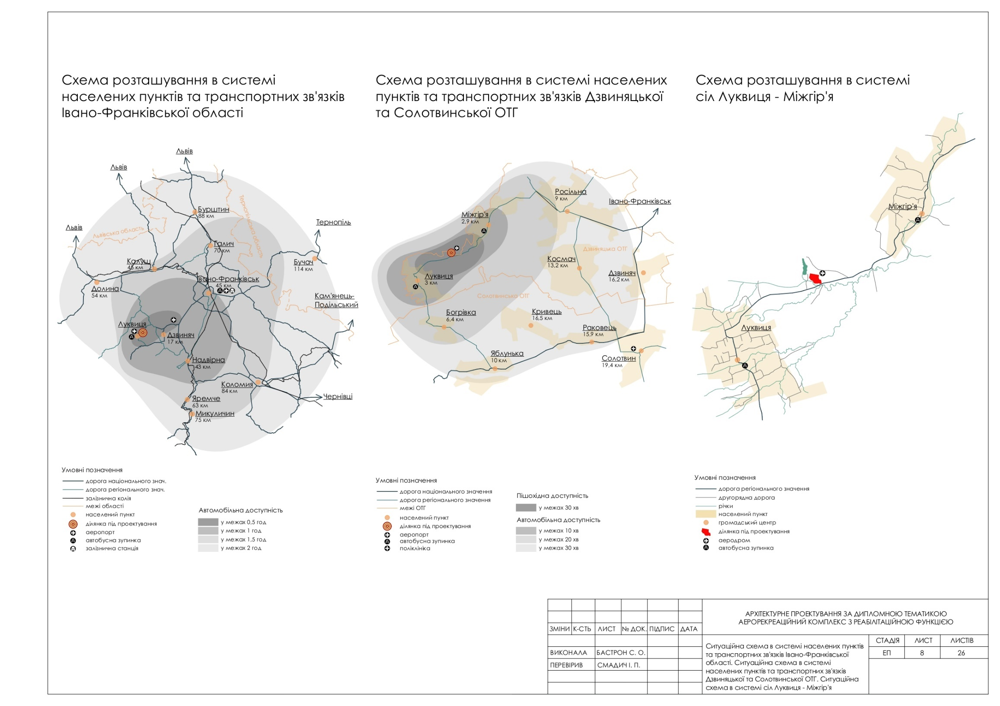 Схема розташування в системі
населених пунктів та транспортних зв'язків
Івано-Франківської області
Львів
Львів
Львів
Бурштин
88 км
Тернопіль
Львівська область
Тернопільська область
Галич
70 км
Калуш
45 км
Бучач
114 км
Івано-Франківськ
45 км
Долина
54 км
Кам'янець-
Подільський
Луквиця
Дзвиняч
17 км
Надвірна
43 км
Коломия
84 км
Чернівці
Яремче
63 км
Микуличин
75 км
Умовні позначення
дорога національного знач.
дорога регіонального знач.
залізнична колія
межі області
населений пункт
ділянка під проектування
аеропорт
автобусна зупинка
залізнична станція
Автомобільна доступність
у межах 0,5 год
у межах 1 год
у межах 1,5 год
у межах 2 год
Схема розташування в системі населених
пунктів та транспортних зв'язків Дзвиняцької
та Солотвинської ОТГ
Росільна
9 км
Івано-Франківськ
Міжгір'я
2,9 км
Дзвиняцька ОТГ
Космач
13,2 км
Дзвиняч
16,2 км
Луквиця
3 км
Солотвинська ОТГ
Богрівка
6,4 км
Кривець
16,5 км
Раковець
15,9 км
Яблунька
10 км
Солотвин
19,4 км
Умовні позначення
дорога національного значення
дорога регіонального значення
межі ОТГ
населений пункт
ділянка під проектування
аеропорт
автобусна зупинка
поліклініка
Пішохідна доступність
у межах 30 хв
Автомобільна доступність
у межах 10 хв
у межах 20 хв
у межах 30 хв
Схема розташування в системі
сіл Луквиця - Міжгір'я
Міжгір'я
Луквиця
Умовні позначення
дорога регіонального значення
другорядна дорога
річки
населений пункт
громадський центр
ділянка під проектування
аеродром
автобусна зупинка
АРХІТЕКТУРНЕ ПРОЕКТУВАННЯ ЗА ДИПЛОМНОЮ ТЕМАТИКОЮ
АЕРОРЕКРЕАЦІЙНИЙ КОМПЛЕКС З РЕАБІЛІТАЦІЙНОЮ ФУНКЦІЄЮ
ЗМІНИ К-СТЬ ЛИСТ № ДОК. ПІДПИС ДАТА
ВИКОНАЛА БАСТРОН С. О.
ПЕРЕВІРИВ СМАДИЧ І. П.
Ситуаційна схема в системі населених пунктів
та транспортних зв'язків Івано-Франківської
області. Ситуаційна схема в системі
населених пунктів та транспортних зв'язків
Дзвиняцької та Солотвинської ОТГ. Ситуаційна
схема в системі сіл Луквиця - Міжгір'я
СТАДІЯ ЛИСТ ЛИСТІВ
ЕП 8 26